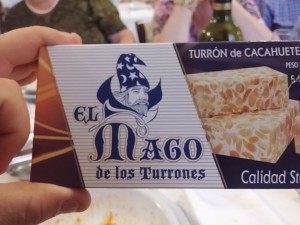 TURRÓN de CACAHUETE
PESO
EL
MAGO
de los Turrones
Calidad